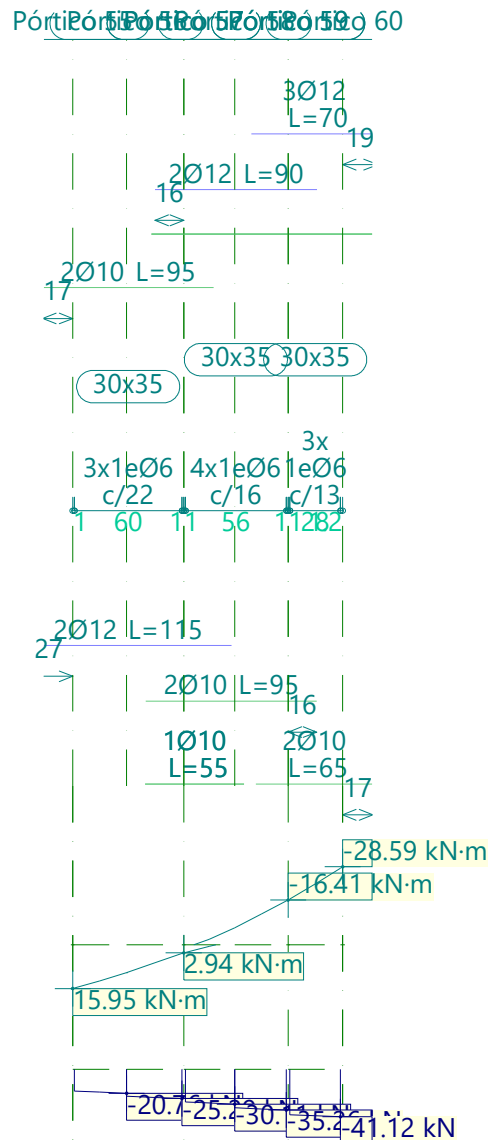 Pórtico 60
3Ø12
L=70
19
2Ø12 L=90
16
2Ø10 L=95
17
30x35 30x35
30x35
3x
3x1eØ6 4x1eØ6 1eØ6
c/22 c/16 c/13
1 60 11 56
2Ø12 L=115
27
2Ø10 L=95
16
1Ø10 2Ø10
L=55 L=65
17
-28.59 kN·m
-16.41 kN·m
2.94 kN·m
15.95 kN·m
-41.12 kN